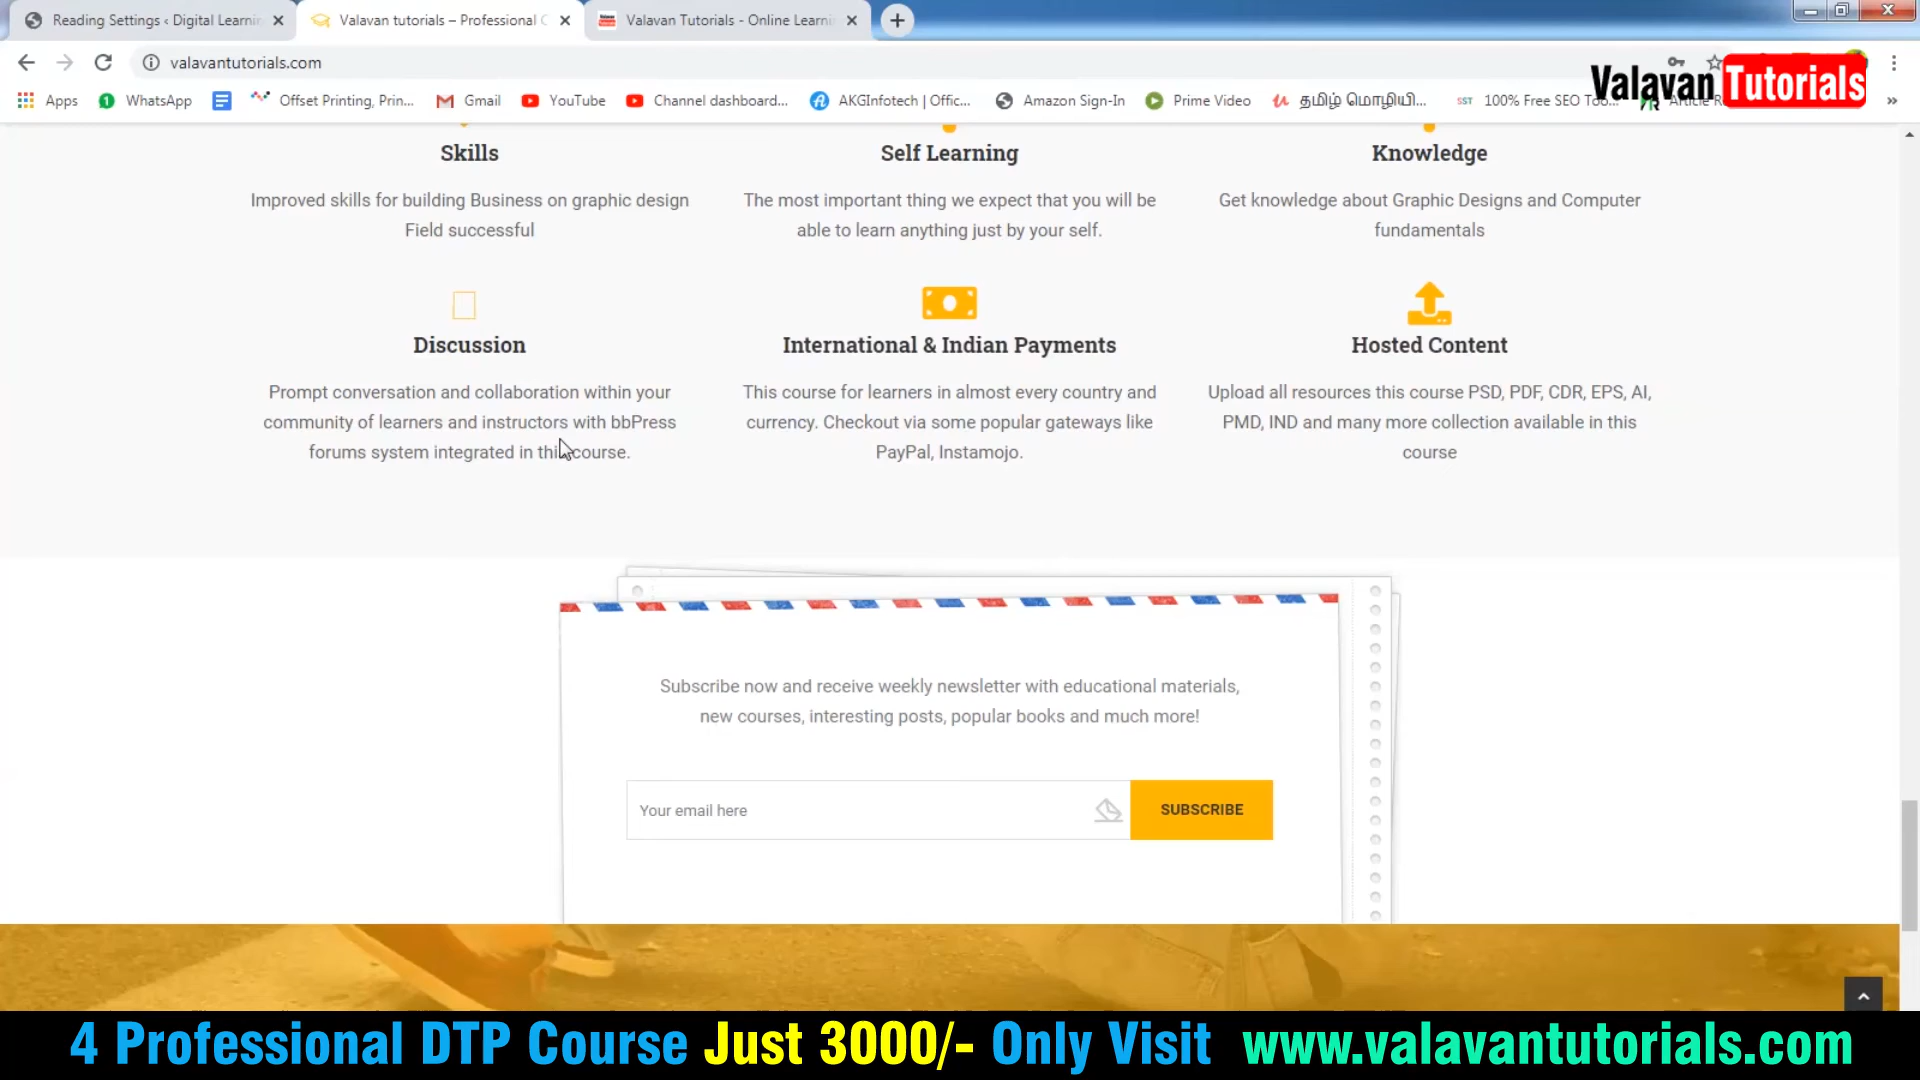 Reading Settings ‹ Digital Learnin
Valavan tutorials – Professional C
Valavan Tutorials - Online Learni
valavantutorials.com
Valavan Tutorials
Apps
WhatsApp
Offset Printing, Prin...
Gmail
YouTube
Channel dashboard...
AKGInfotech | Offic...
Amazon Sign-In
Prime Video
தமிழ் மொழியி...
SST
100% Free SEO Too...
Article Re
Skills
Self Learning
Knowledge
Improved skills for building Business on graphic design
Field successful
The most important thing we expect that you will be
able to learn anything just by your self.
Get knowledge about Graphic Designs and Computer
fundamentals
Discussion
International & Indian Payments
Hosted Content
Prompt conversation and collaboration within your
community of learners and instructors with bbPress
forums system integrated in this course.
This course for learners in almost every country and
currency. Checkout via some popular gateways like
PayPal, Instamojo.
Upload all resources this course PSD, PDF, CDR, EPS, AI,
PMD, IND and many more collection available in this
course
Subscribe now and receive weekly newsletter with educational materials,
new courses, interesting posts, popular books and much more!
Your email here
SUBSCRIBE
4 Professional DTP Course Just 3000/- Only Visit www.valavantutorials.com